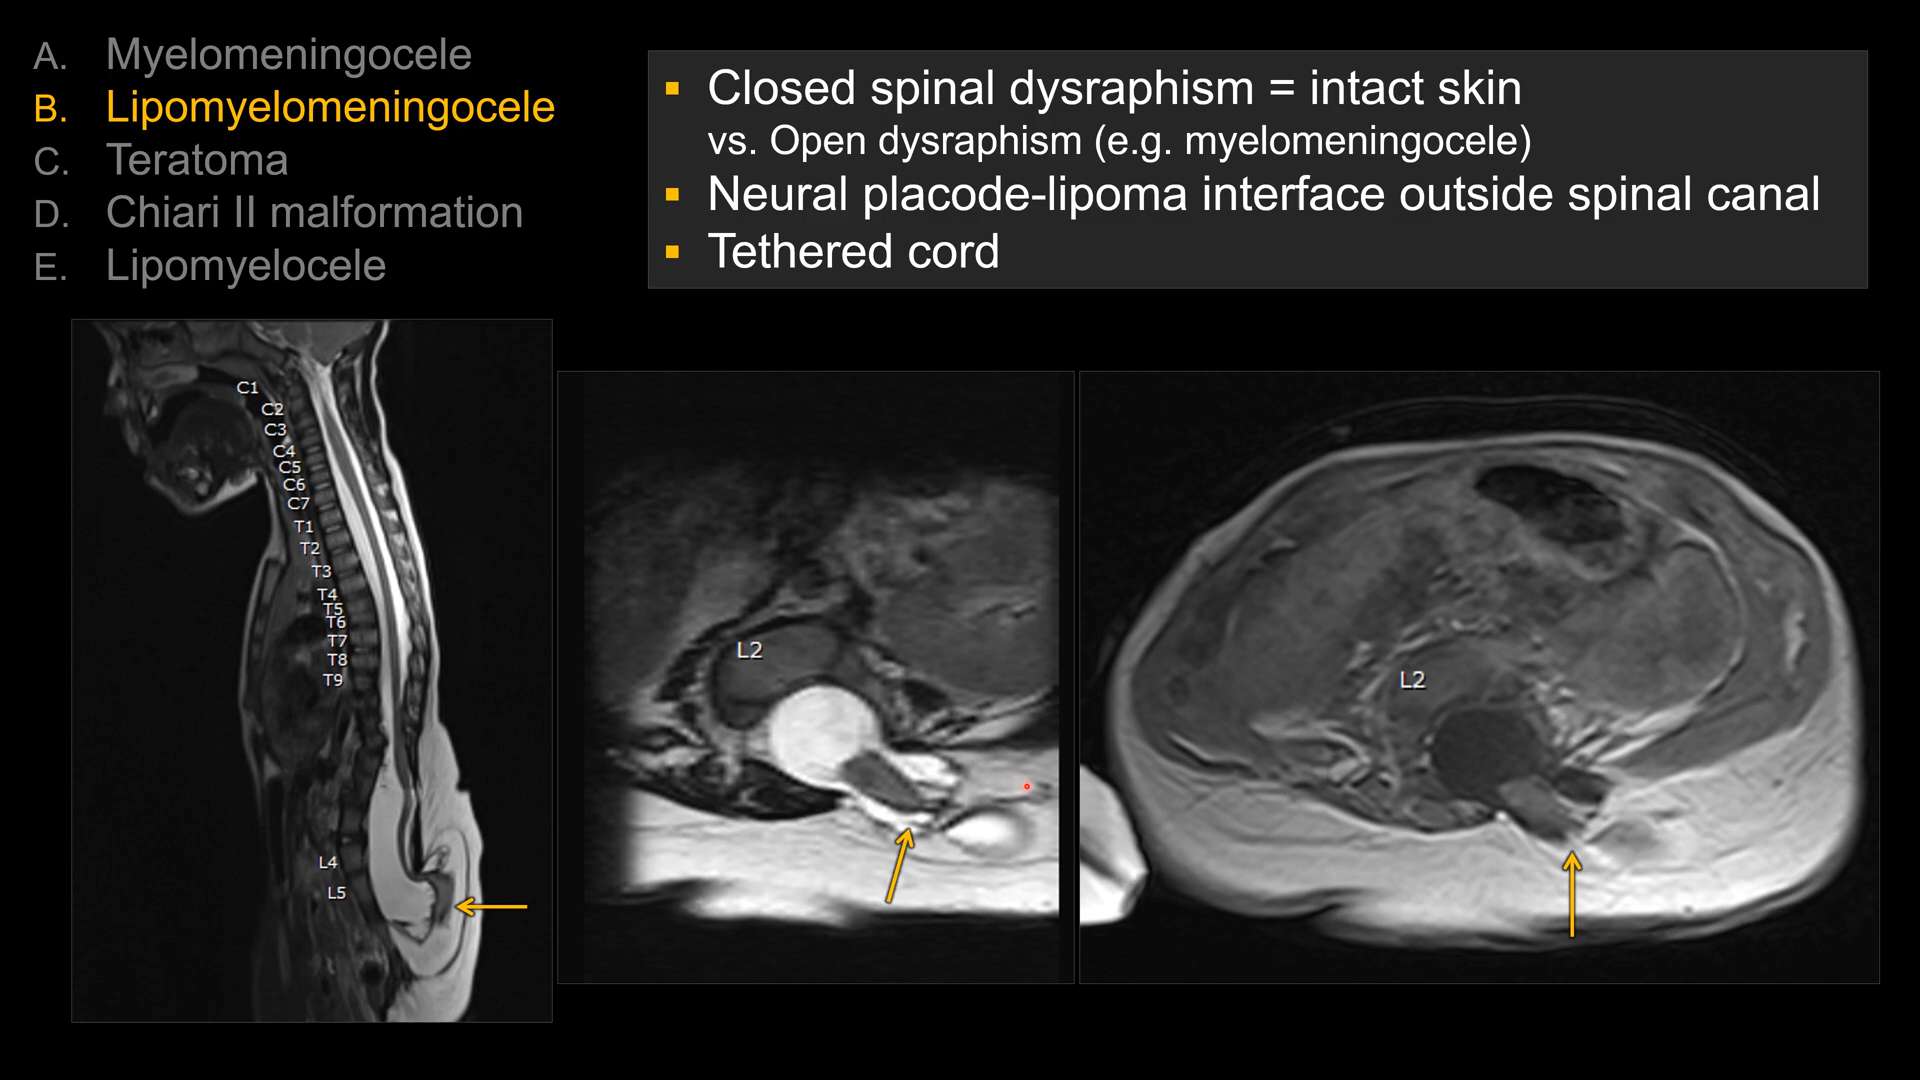 A. Myelomeningocele
B. Lipomyelomeningocele
C. Teratoma
D. Chiari II malformation
E. Lipomyelocele
Closed spinal dysraphism = intact skin
vs. Open dysraphism (e.g. myelomeningocele)
Neural placode-lipoma interface outside spinal canal
Tethered cord
C1
C2
C3
C4
C5
C6
C7
T1
T2
T3
T4
T5
T6
T7
T8
T9
L4
L5
L2
L2